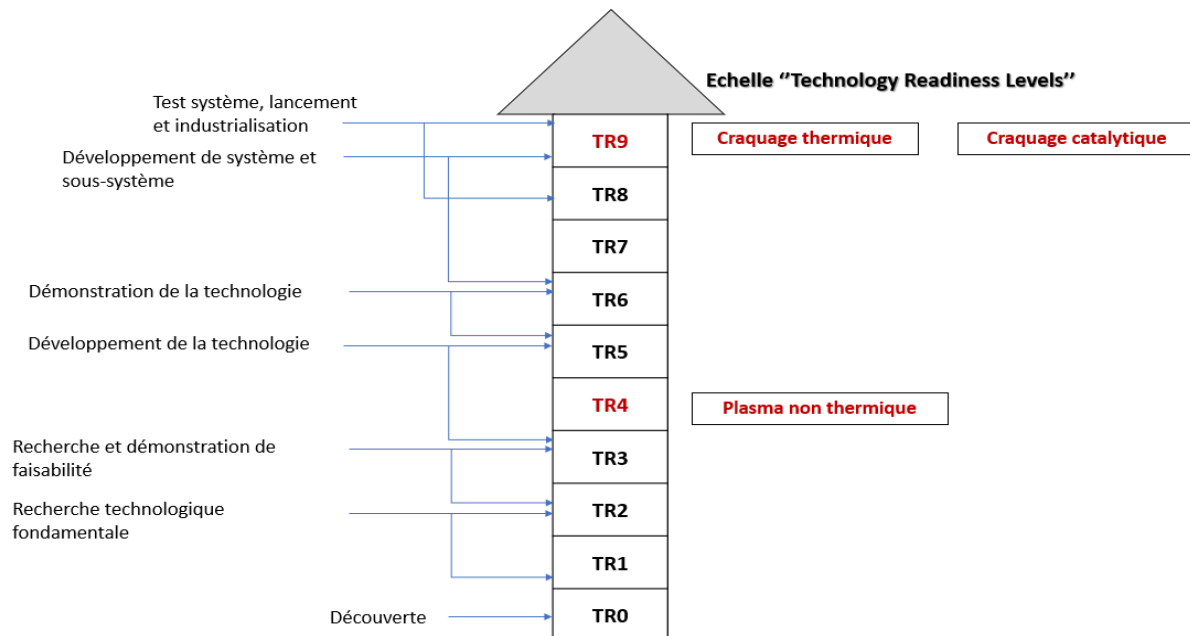 Echelle ‘’Technology Readiness Levels’’
Test système, lancement
et industrialisation
Développement de système et
sous-système
Démonstration de la technologie
Développement de la technologie
Recherche et démonstration de
faisabilité
Recherche technologique
fondamentale
Découverte
TR9
TR8
TR7
TR6
TR5
TR4
TR3
TR2
TR1
TR0
Craquage thermique
Craquage catalytique
Plasma non thermique